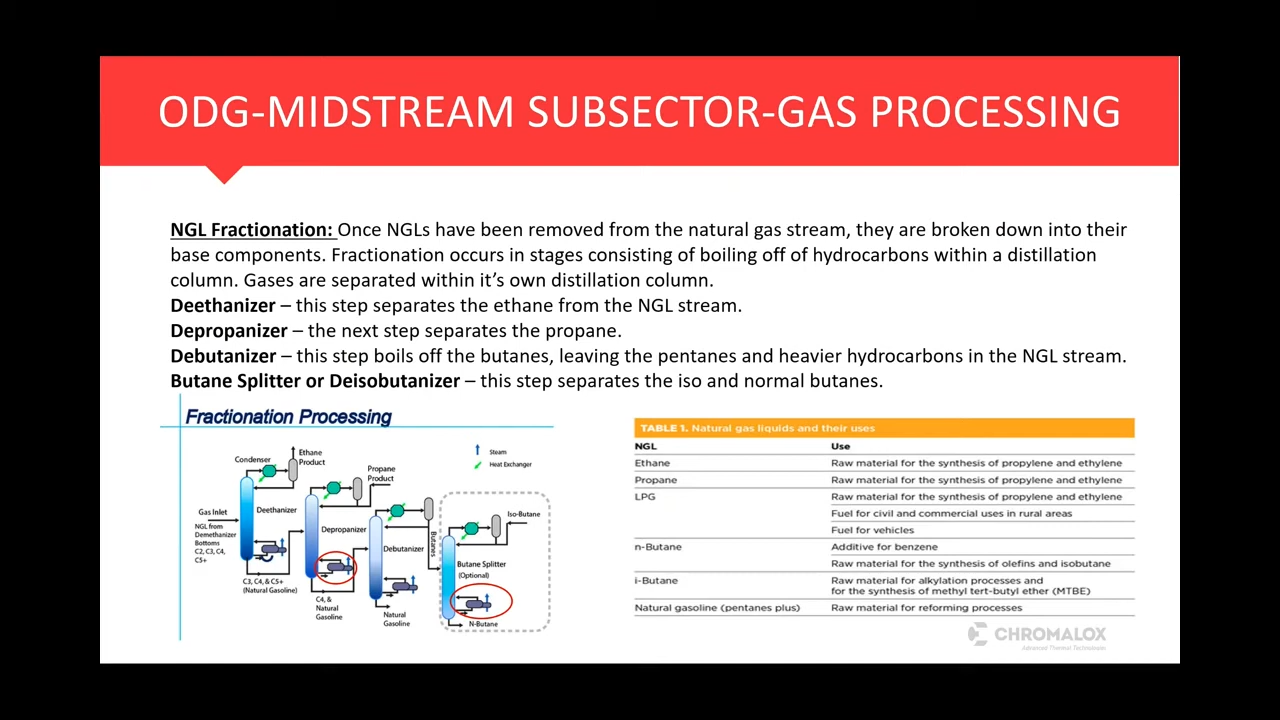 ODG-MIDSTREAM SUBSECTOR-GAS PROCESSING
NGL Fractionation: Once NGLs have been removed from the natural gas stream, they are broken down into their
base components. Fractionation occurs in stages consisting of boiling off of hydrocarbons within a distillation
column. Gases are separated within it's own distillation column.
Deethanizer – this step separates the ethane from the NGL stream.
Depropanizer – the next step separates the propane.
Debutanizer – this step boils off the butanes, leaving the pentanes and heavier hydrocarbons in the NGL stream.
Butane Splitter or Deisobutanizer – this step separates the iso and normal butanes.
Fractionation Processing
Condenser
Ethane
Product
Steam
Heat Exchanger
Propane
Product
Gas Inlet
NGL from
Demethanizer
Bottoms
C2, C3, C4,
C5+
Deethanizer
Depropanizer
Debutanizer
Butanes
Iso-Butane
Butane Splitter
(Optional)
C3, C4, & C5+
(Natural Gasoline)
C4, &
Natural
Gasoline
Natural
Gasoline
N-Butane
TABLE 1. Natural gas liquids and their uses
NGL Use
Ethane Raw material for the synthesis of propylene and ethylene
Propane Raw material for the synthesis of propylene and ethylene
LPG Raw material for the synthesis of propylene and ethylene
Fuel for civil and commercial uses in rural areas
Fuel for vehicles
n-Butane Additive for benzene
Raw material for the synthesis of olefins and isobutane
i-Butane Raw material for alkylation processes and
for the synthesis of methyl tert-butyl ether (MTBE)
Natural gasoline (pentanes plus) Raw material for reforming processes
CHROMALOX
Advanced Thermal Technologies